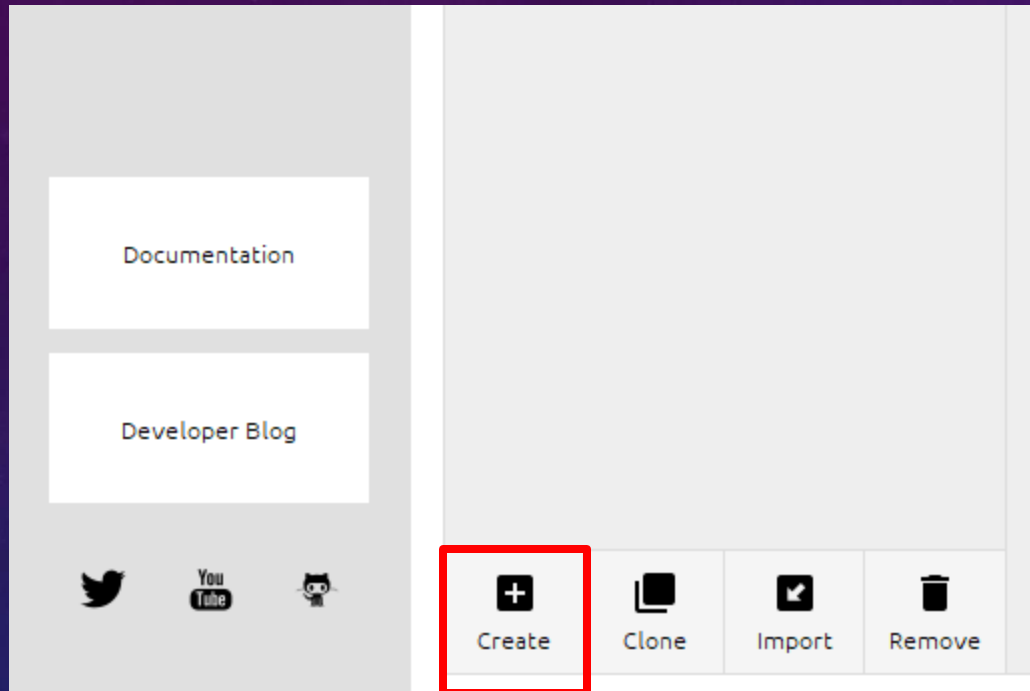 Documentation
Developer Blog
You
Tube
Create
Clone
Import
Remove